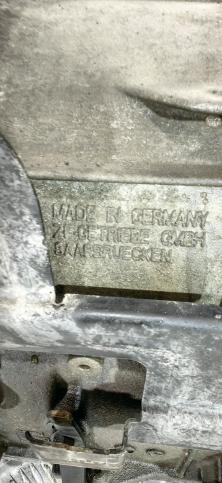 MADE IN GERMANY
ZF-GETRIEBE GMBH
SAARBRUECKEN